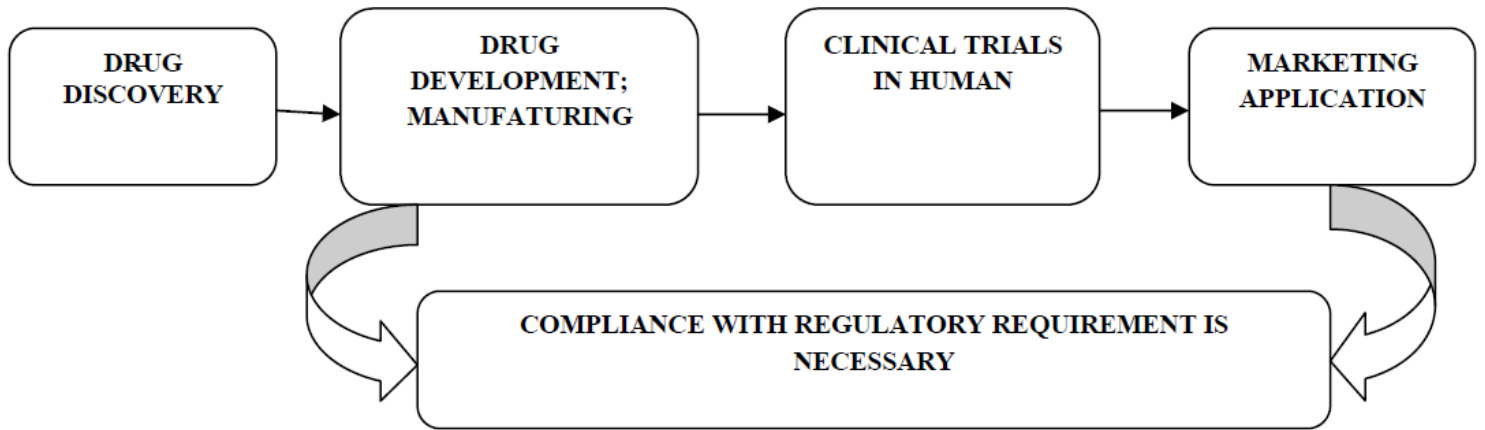 DRUG
DISCOVERY
DRUG
DEVELOPMENT;
MANUFATURING
CLINICAL TRIALS
IN HUMAN
MARKETING
APPLICATION
COMPLIANCE WITH REGULATORY REQUIREMENT IS
NECESSARY